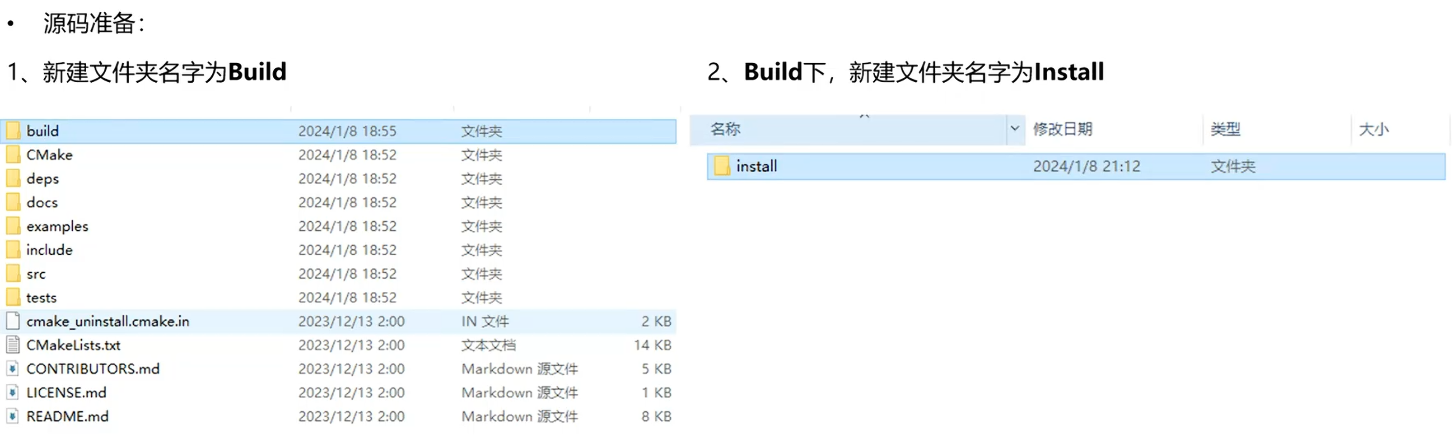 • 源码准备：
1、新建文件夹名字为Build
build 2024/1/8 18:55 文件夹
CMake 2024/1/8 18:52 文件夹
deps 2024/1/8 18:52 文件夹
docs 2024/1/8 18:52 文件夹
examples 2024/1/8 18:52 文件夹
include 2024/1/8 18:52 文件夹
src 2024/1/8 18:52 文件夹
tests 2024/1/8 18:52 文件夹
cmake_uninstall.cmake.in 2023/12/13 2:00 IN 文件 2 KB
CMakeLists.txt 2023/12/13 2:00 文本文档 14 KB
CONTRIBUTORS.md 2023/12/13 2:00 Markdown 源文件 5 KB
LICENSE.md 2023/12/13 2:00 Markdown 源文件 1 KB
README.md 2023/12/13 2:00 Markdown 源文件 8 KB
2、Build下，新建文件夹名字为Install
名称 修改日期 类型 大小
install 2024/1/8 21:12 文件夹